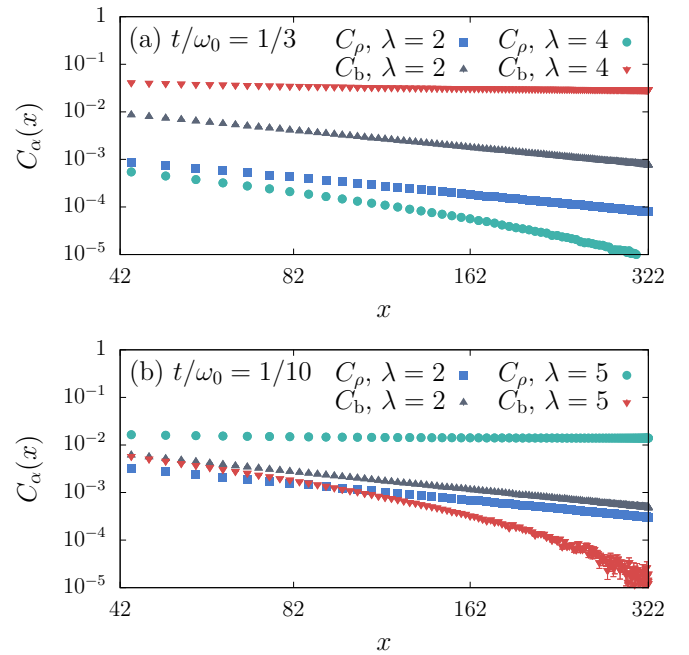 1
(a) t/ω₀ = 1/3 C_ρ, λ = 2 C_ρ, λ = 4
C_b, λ = 2 C_b, λ = 4
10⁻¹
10⁻²
10⁻³
10⁻⁴
10⁻⁵
C_α(x)
42 82 162 322
x
1
(b) t/ω₀ = 1/10 C_ρ, λ = 2 C_ρ, λ = 5
C_b, λ = 2 C_b, λ = 5
10⁻¹
10⁻²
10⁻³
10⁻⁴
10⁻⁵
C_α(x)
42 82 162 322
x